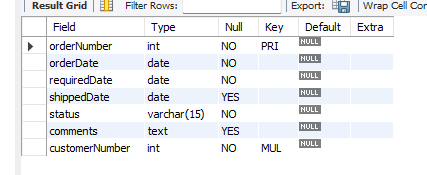 Result Grid Filter Rows: Export: Wrap Cell Cor
Field Type Null Key Default Extra
orderNumber int NO PRI NULL
orderDate date NO NULL
requiredDate date NO NULL
shippedDate date YES NULL
status varchar(15) NO NULL
comments text YES NULL
customerNumber int NO MUL NULL